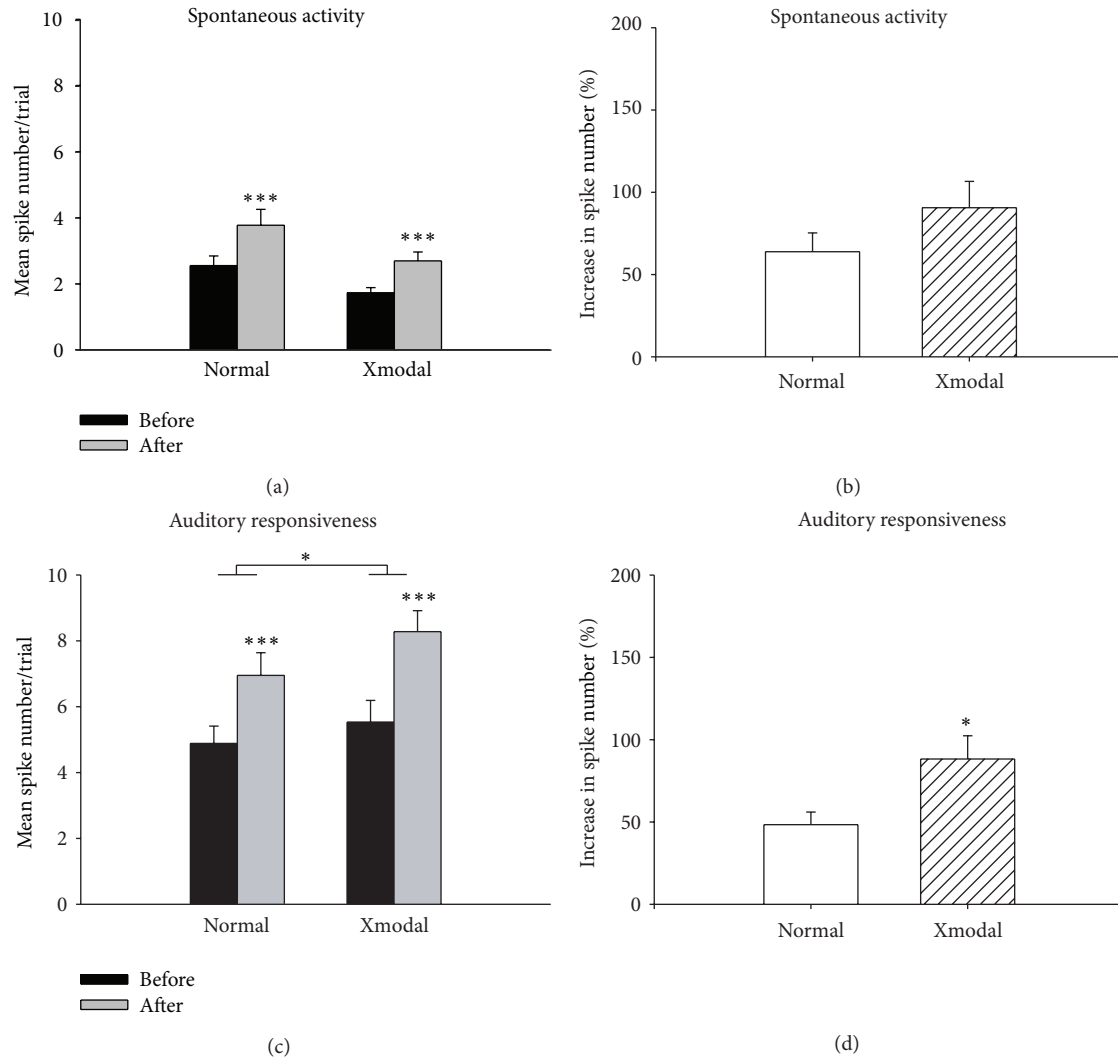 Spontaneous activity
10
8
6
4
2
0
Mean spike number/trial
***
***
Normal
Xmodal
Before
After
(a)
Spontaneous activity
200
150
100
50
0
Increase in spike number (%)
Normal
Xmodal
(b)
Auditory responsiveness
*
10
8
6
4
2
0
Mean spike number/trial
***
***
Normal
Xmodal
Before
After
(c)
Auditory responsiveness
200
150
100
50
0
Increase in spike number (%)
*
Normal
Xmodal
(d)